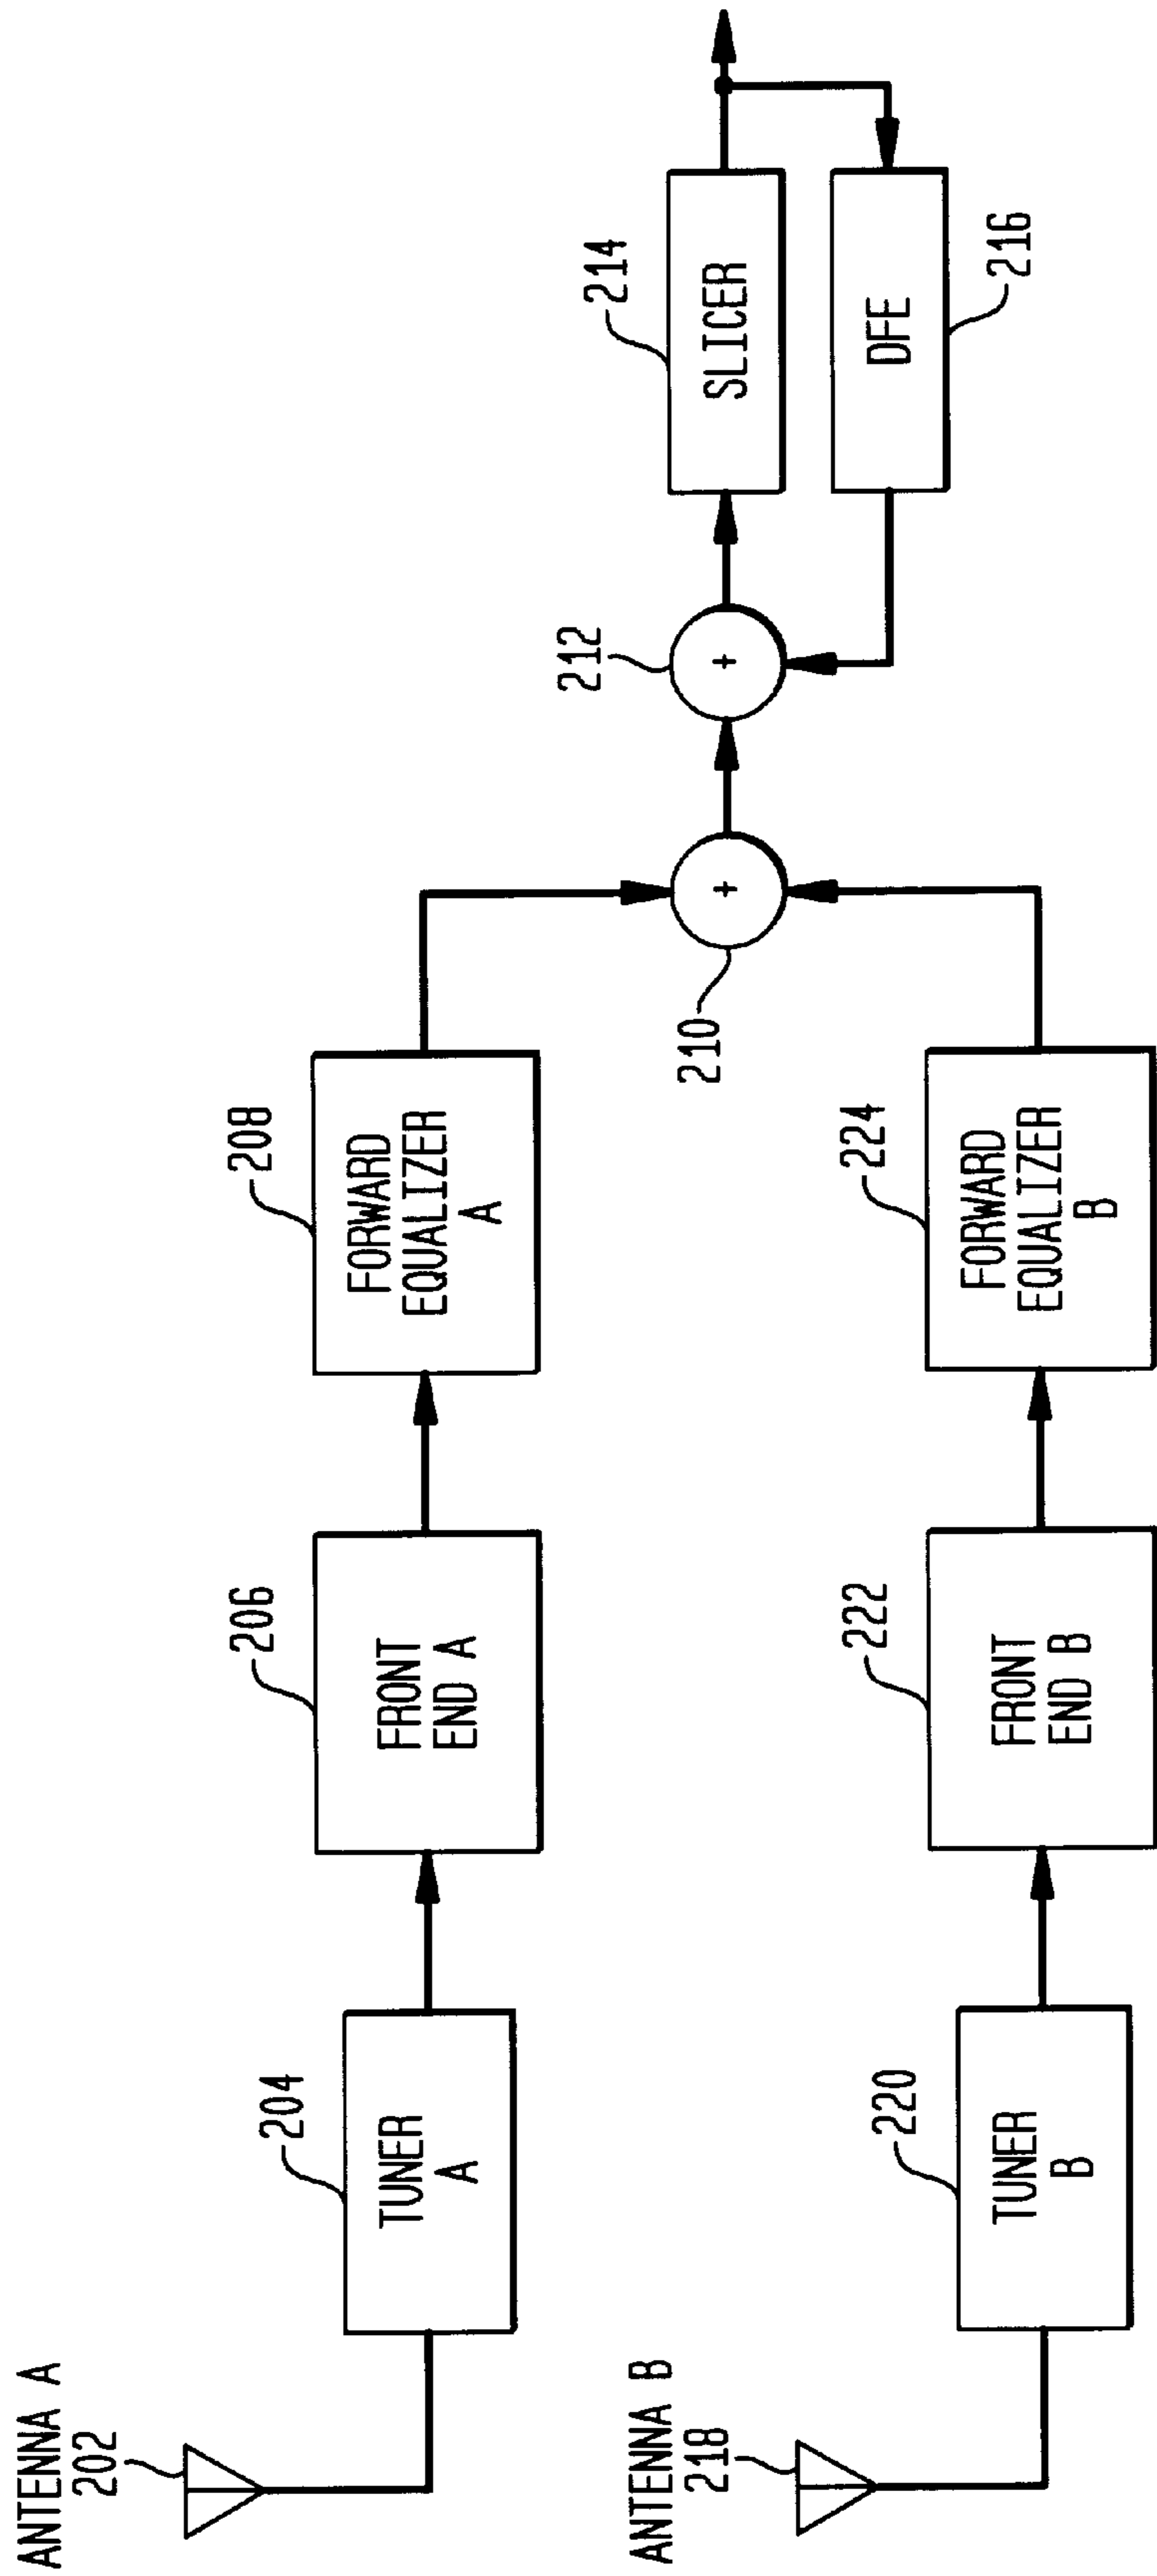 ANTENNA A
202
204
TUNER
A
206
FRONT
END A
208
FORWARD
EQUALIZER
A
210
+
212
+
214
SLICER
DFE
216
ANTENNA B
218
220
TUNER
B
222
FRONT
END B
224
FORWARD
EQUALIZER
B